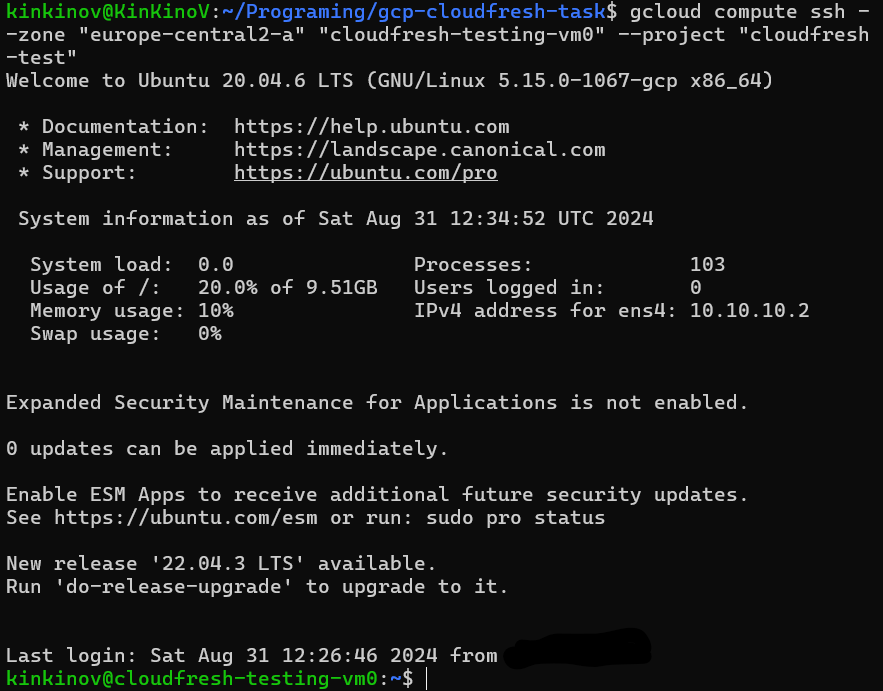 kinkinov@KinKinoV:~/Programing/gcp-cloudfresh-task$ gcloud compute ssh -
-zone "europe-central2-a" "cloudfresh-testing-vm0" --project "cloudfresh
-test"
Welcome to Ubuntu 20.04.6 LTS (GNU/Linux 5.15.0-1067-gcp x86_64)
* Documentation:  https://help.ubuntu.com
* Management:     https://landscape.canonical.com
* Support:        https://ubuntu.com/pro
System information as of Sat Aug 31 12:34:52 UTC 2024
System load:  0.0               Processes:             103
Usage of /:   20.0% of 9.51GB   Users logged in:       0
Memory usage: 10%               IPv4 address for ens4: 10.10.10.2
Swap usage:   0%
Expanded Security Maintenance for Applications is not enabled.
0 updates can be applied immediately.
Enable ESM Apps to receive additional future security updates.
See https://ubuntu.com/esm or run: sudo pro status
New release '22.04.3 LTS' available.
Run 'do-release-upgrade' to upgrade to it.
Last login: Sat Aug 31 12:26:46 2024 from
kinkinov@cloudfresh-testing-vm0:~$